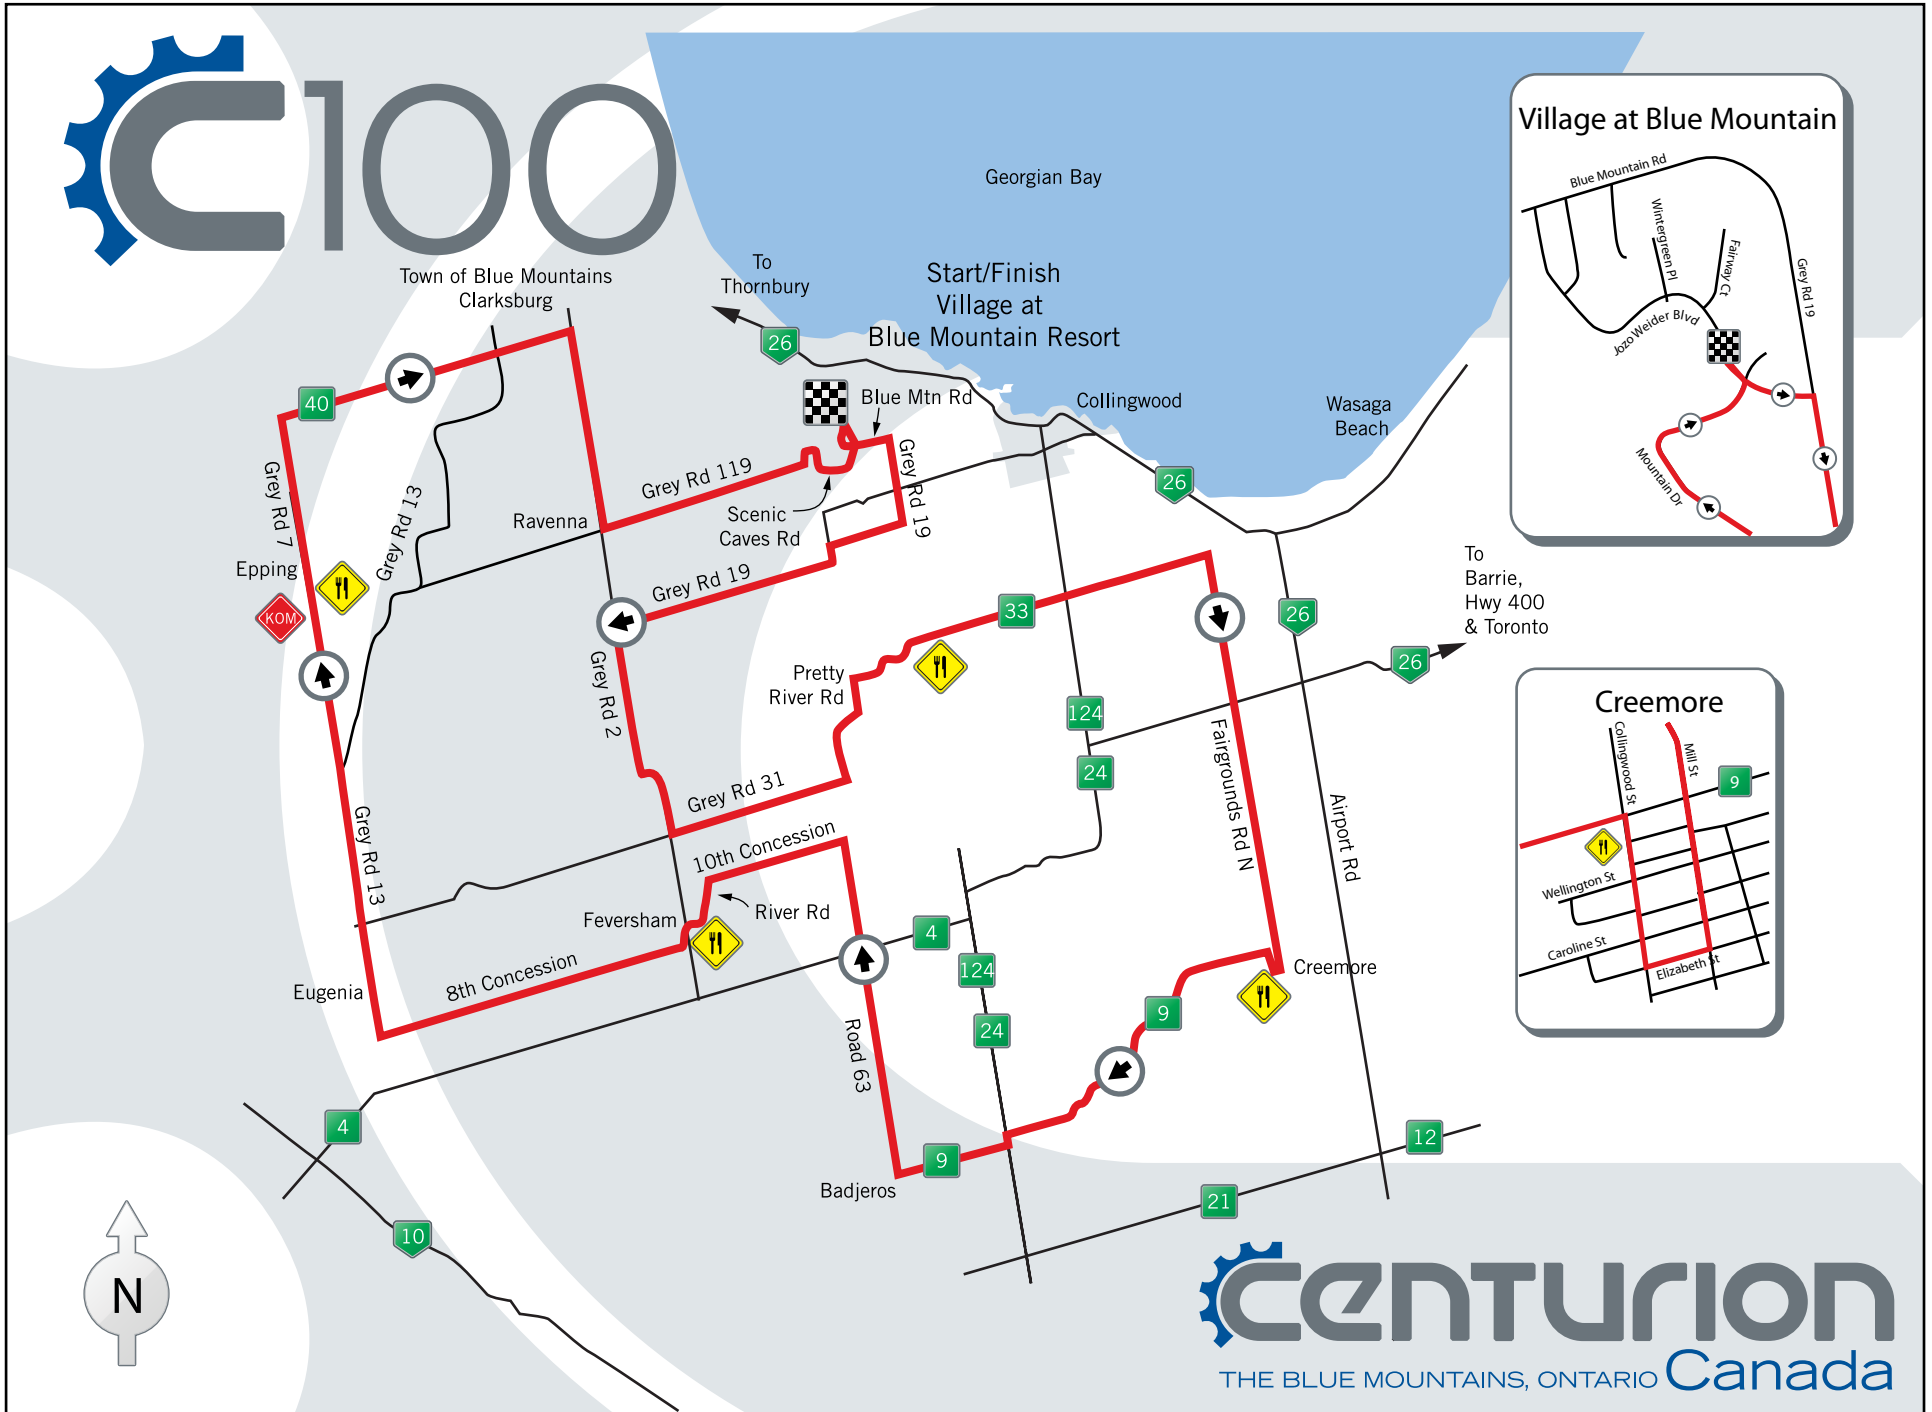 C100
Town of Blue Mountains
Clarksburg
To
Thornbury
26
Georgian Bay
Start/Finish
Village at
Blue Mountain Resort
Blue Mtn Rd
Collingwood
Wasaga
Beach
40
Grey Rd 7
Grey Rd 13
Grey Rd 119
Grey Rd 19
26
Ravenna
Scenic
Caves Rd
Epping
KOM
Grey Rd 19
33
26
To
Barrie,
Hwy 400
& Toronto
26
Grey Rd 2
Pretty
River Rd
124
24
Fairgrounds Rd N
Airport Rd
Grey Rd 31
Grey Rd 13
10th Concession
River Rd
Feversham
8th Concession
Eugenia
4
124
24
Creemore
9
Road 63
4
9
Badjeros
12
21
10
N
Village at Blue Mountain
Blue Mountain Rd
Wintergreen Pl
Fairway Ct
Grey Rd 19
Jozo Weider Blvd
Mountain Dr
Creemore
Collingwood St
Mill St
9
Wellington St
Caroline St
Elizabeth St
CENTURION
THE BLUE MOUNTAINS, ONTARIO Canada